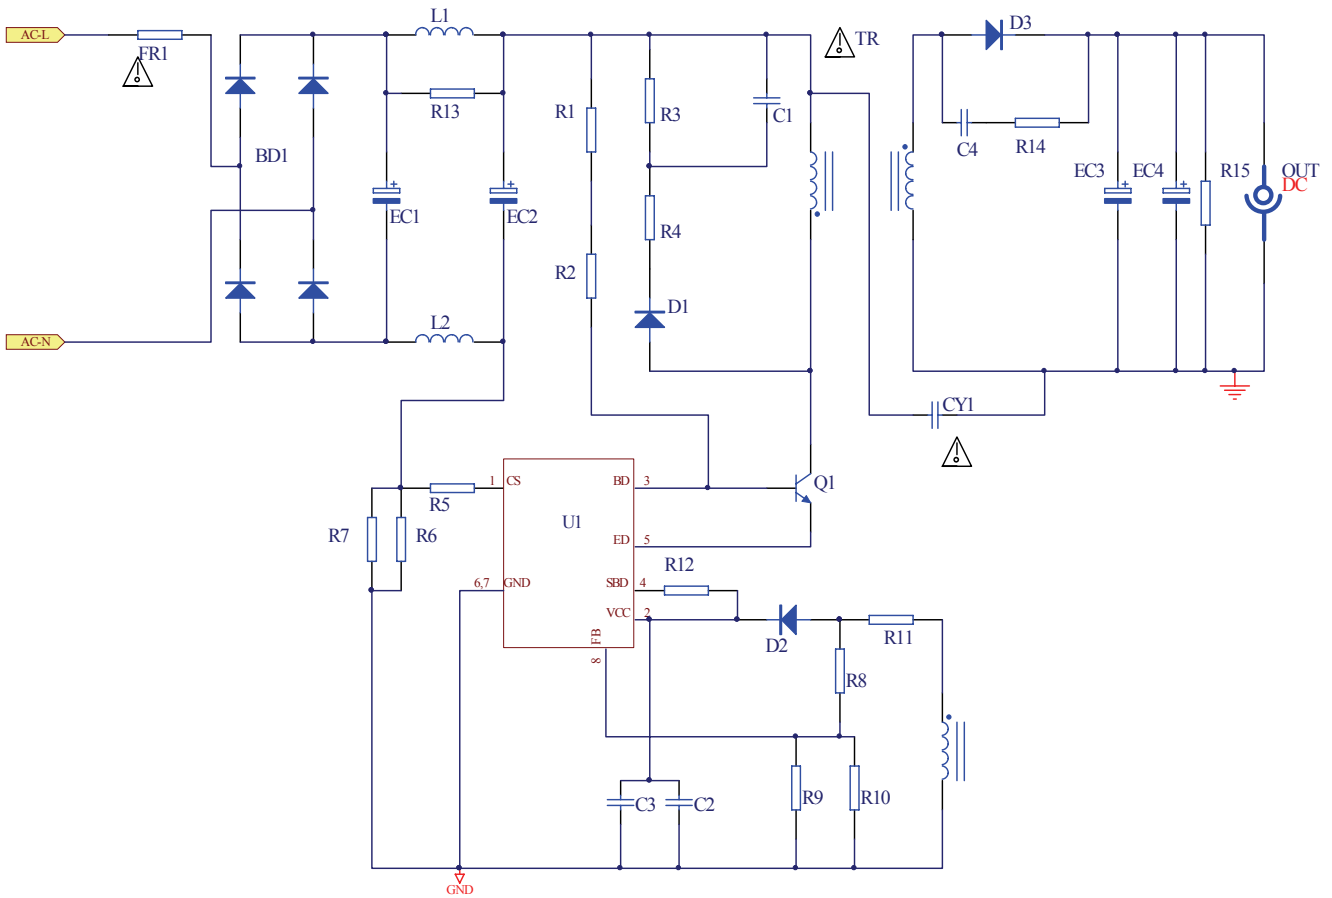 AC-L
FR1
L1
TR
D3
R13
R1
R3
C1
C4
R14
BD1
EC1
EC2
EC3
EC4
R15
OUT
DC
R4
R2
D1
AC-N
L2
CY1
1
CS
BD
3
Q1
R5
R7
R6
U1
ED
5
R12
6,7
GND
SBD
4
VCC
2
FB
8
D2
R11
R8
C3
C2
R9
R10
GND